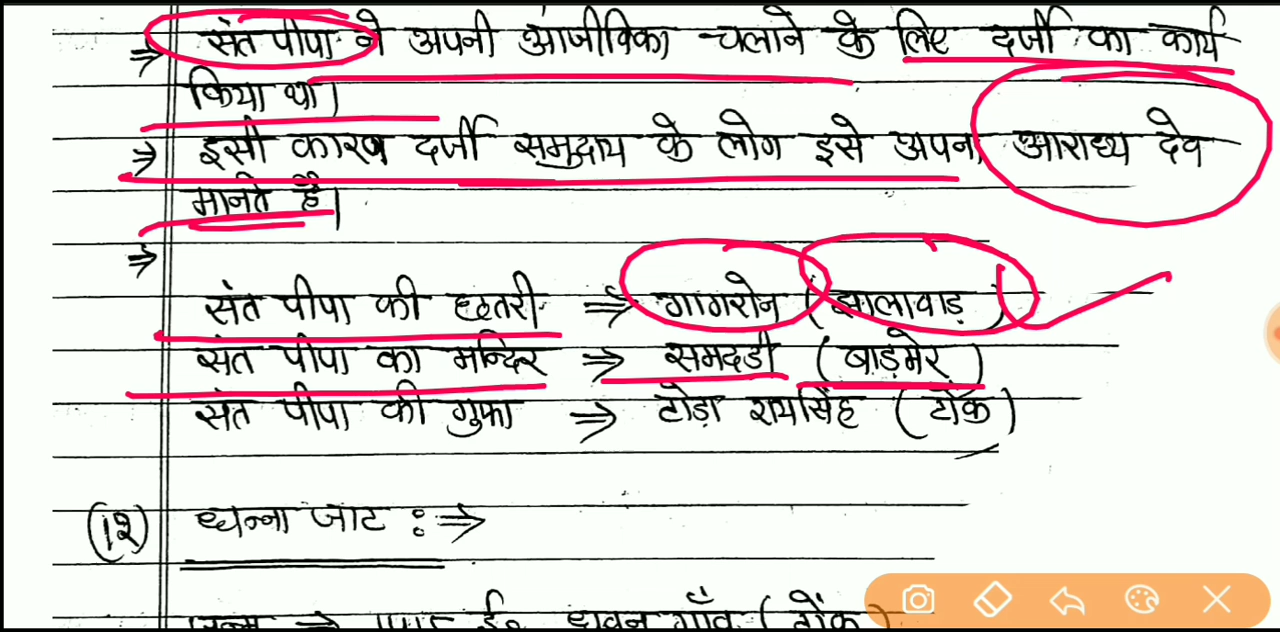 ⇒ संत पीपा ने अपनी आजीविका चलाने के लिए दर्जी का कार्य
किया था।
⇒ इसी कारण दर्जी समुदाय के लोग इसे अपना आराध्य देव
मानते हैं।
⇒
संत पीपा की छतरी ⇒ गागरोन (झालावाड़)
संत पीपा का मन्दिर ⇒ समदडी (बाड़मेर)
संत पीपा की गुफा ⇒ टोडा रायसिंह (टोंक)
(12) धन्ना जाट :⇒
धुवन गाँव (टोंक)